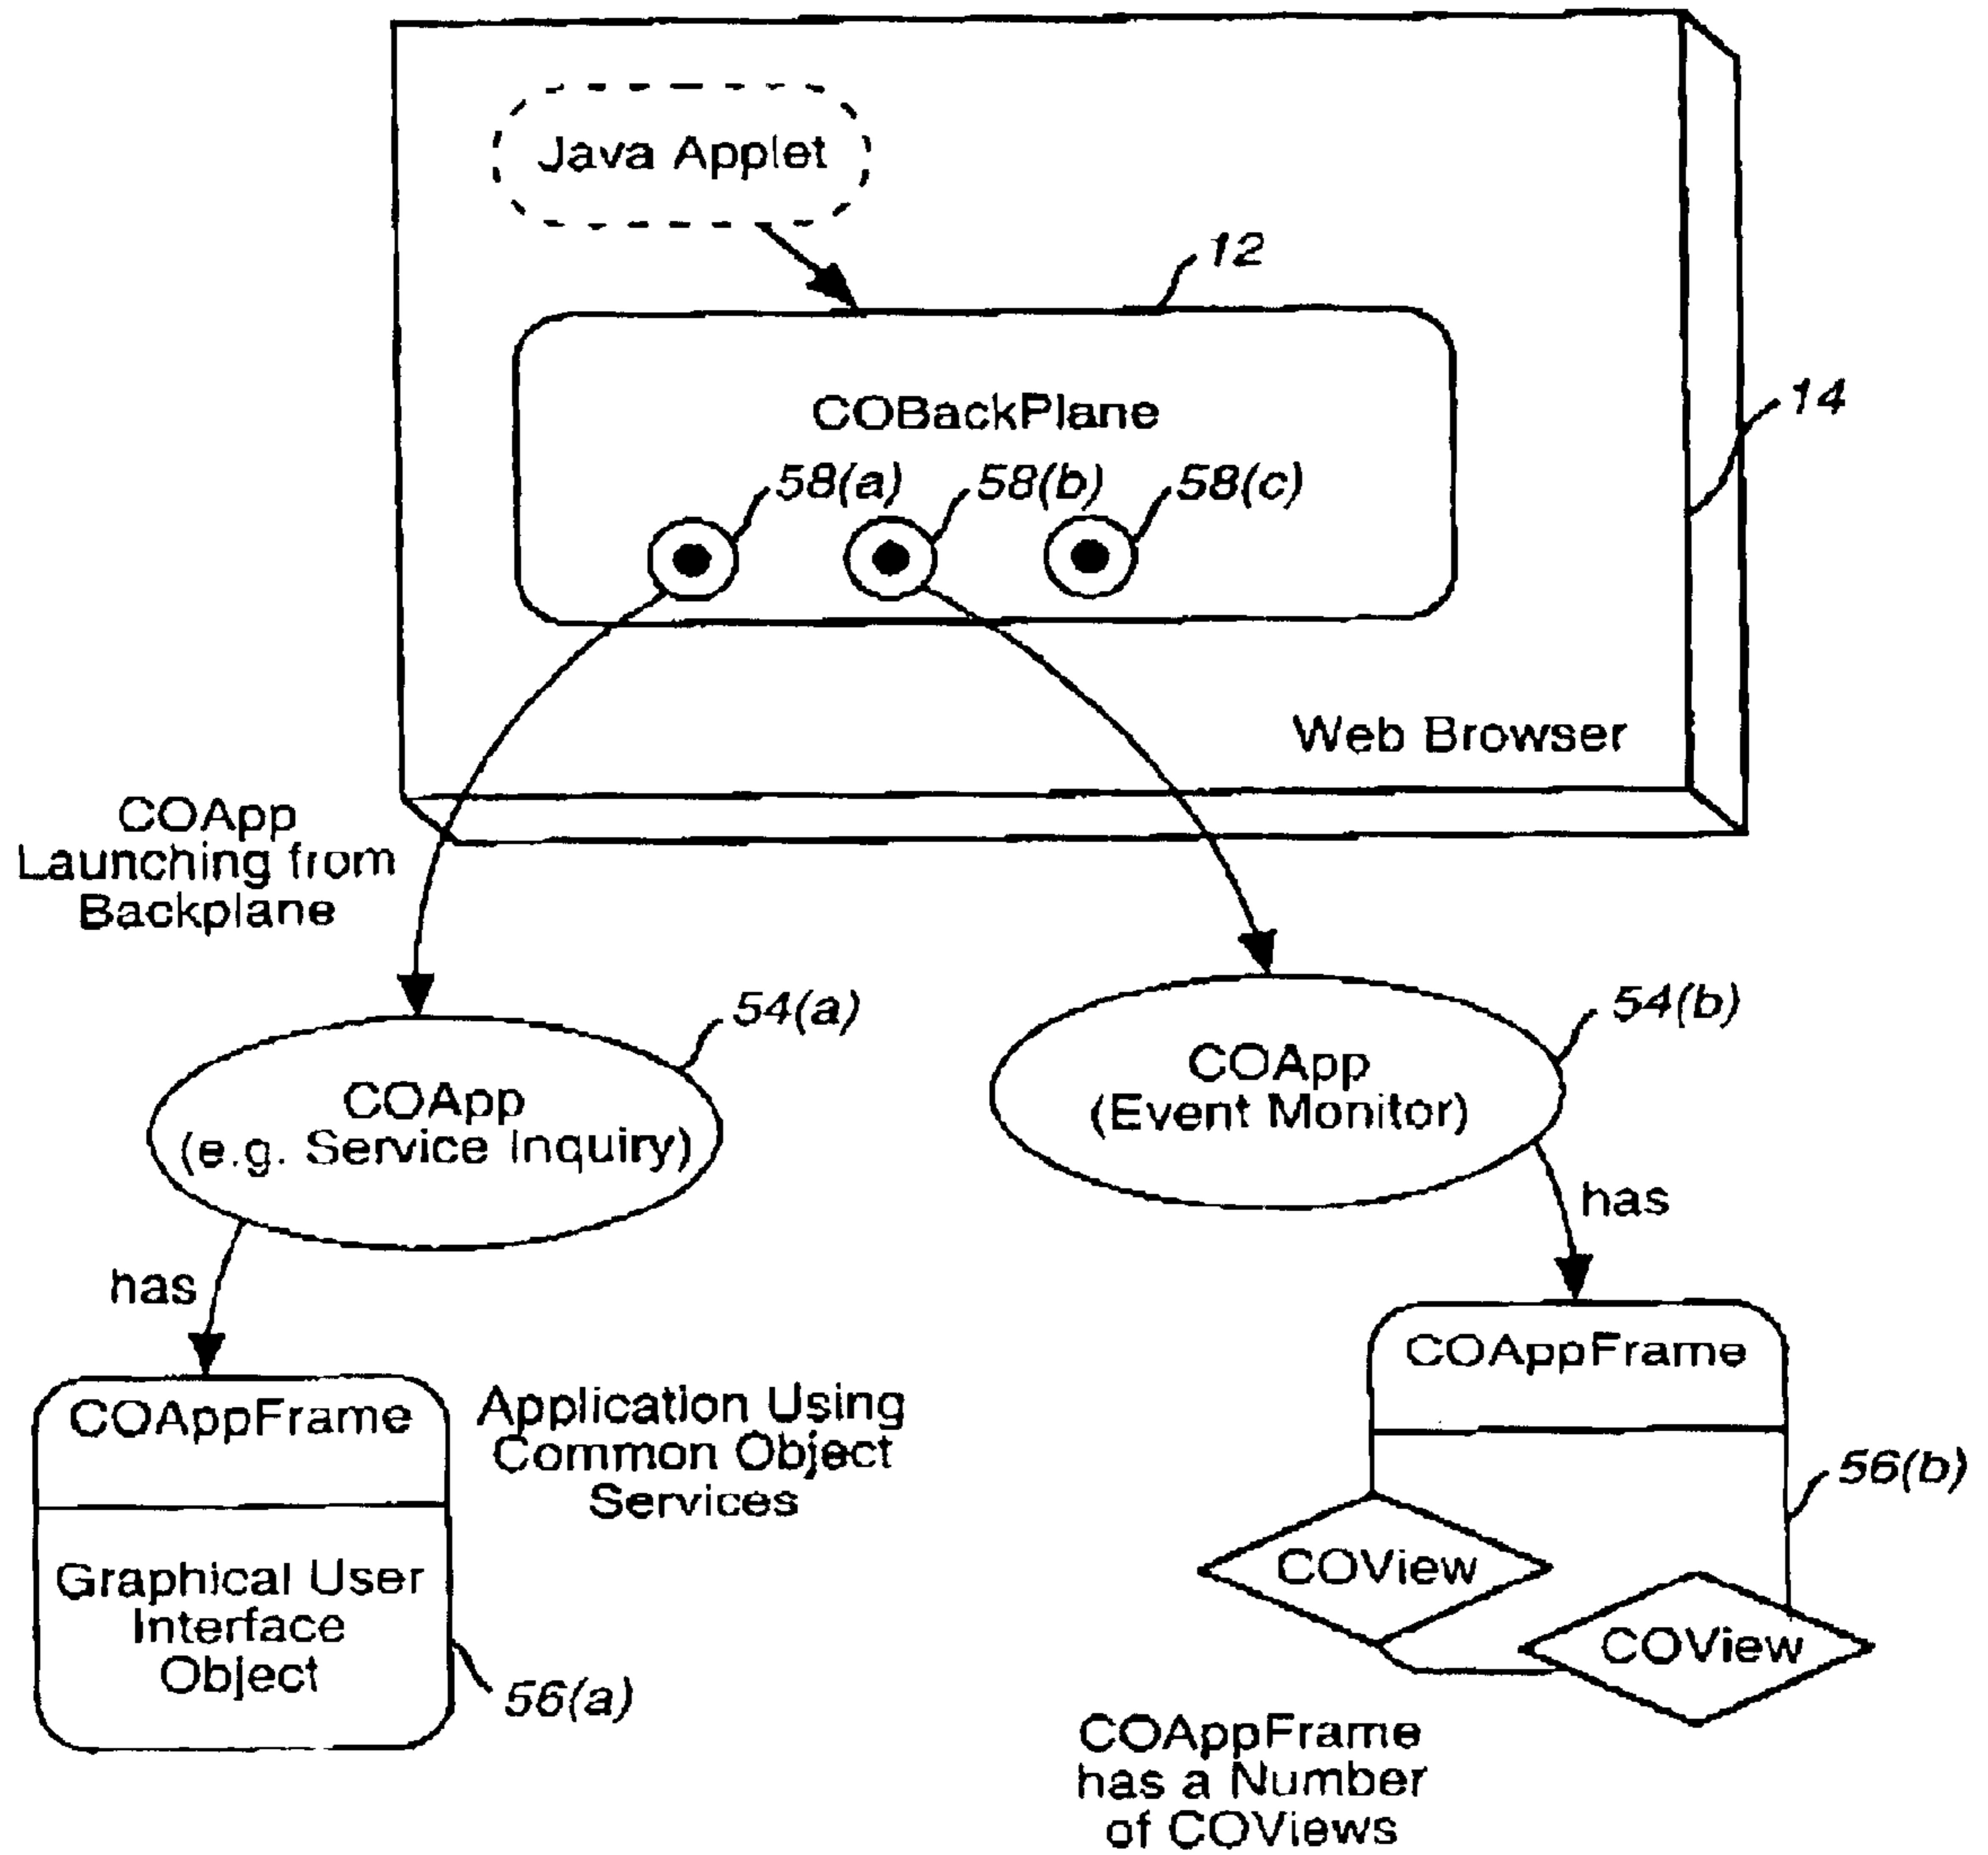 Java Applet
12
COBackPlane
14
58(a)
58(b)
58(c)
Web Browser
COApp
Launching from
Backplane
54(a)
54(b)
COApp
(e.g. Service Inquiry)
COApp
(Event Monitor)
has
has
COAppFrame
COAppFrame
Application Using
Common Object
Services
56(b)
Graphical User
Interface
Object
COView
COView
56(a)
COAppFrame
has a Number
of COViews